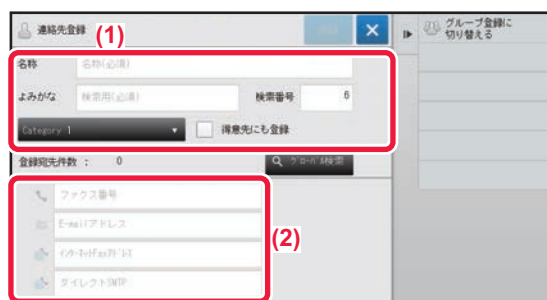 連絡先登録
(1)
グループ登録に
切り替える
名称 名称(必須)
よみがな 検索用(必須) 検索番号 6
Category 1 得意先にも登録
登録宛先件数 : 0 グローバル検索
ファクス番号
E-mailアドレス
(2)
インターネットFaxアドレス
ダイレクトSMTP